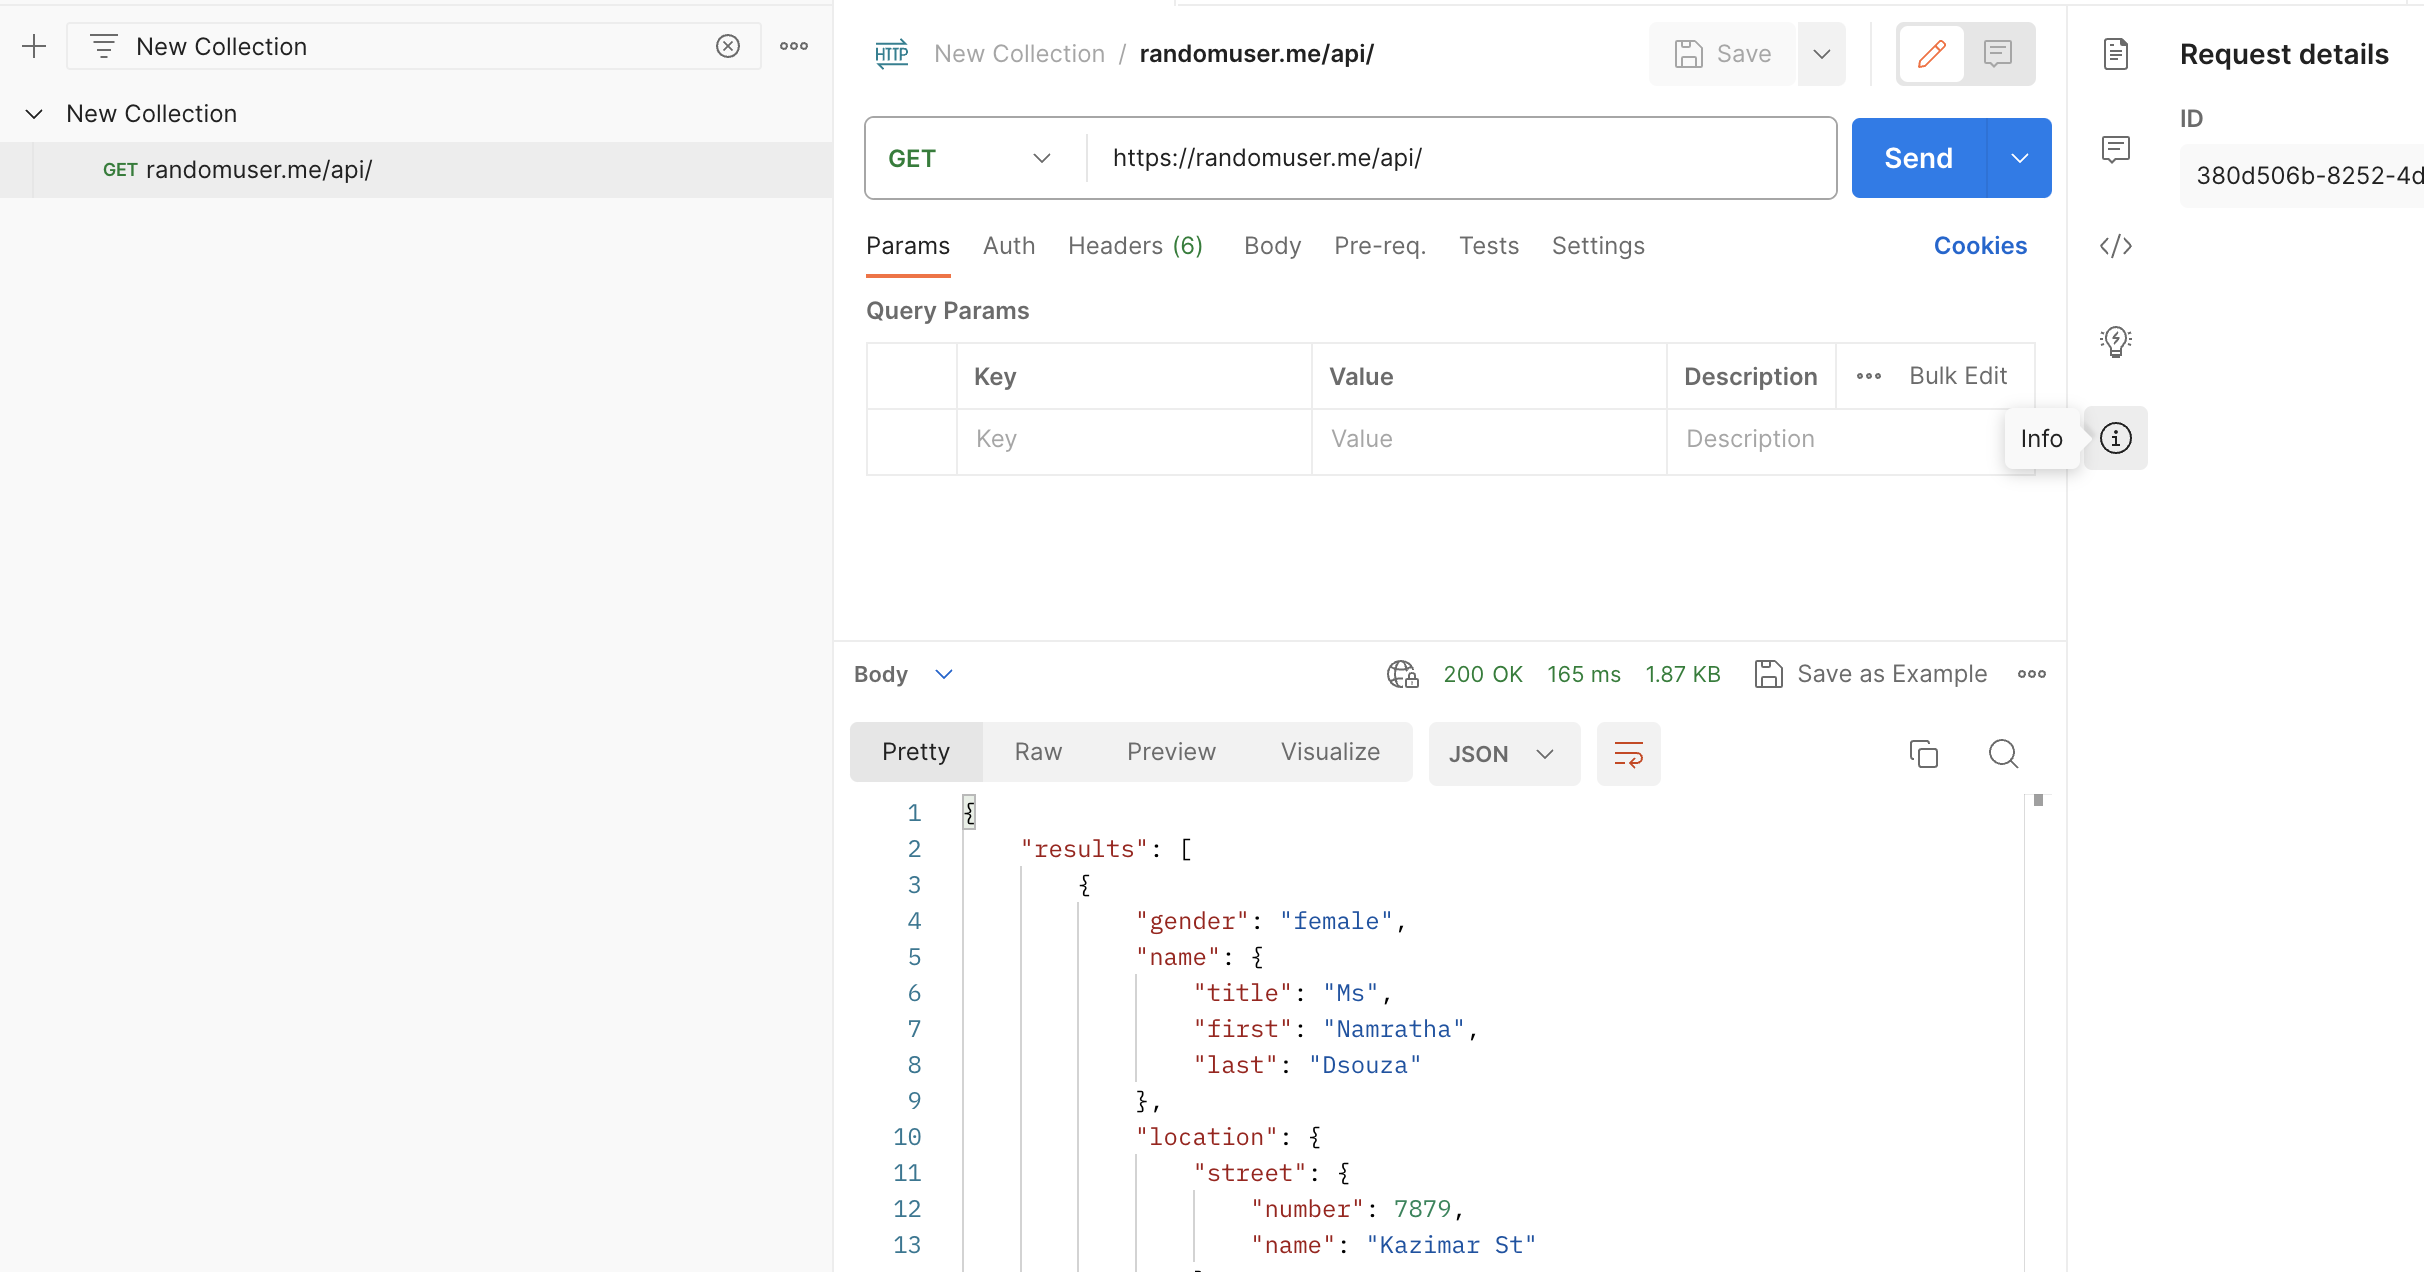 New Collection
New Collection
GET randomuser.me/api/
HTTP New Collection / randomuser.me/api/
Save
GET https://randomuser.me/api/
Send
Params Auth Headers (6) Body Pre-req. Tests Settings Cookies
Query Params
Key Value Description Bulk Edit
Key Value Description
Info
Body 200 OK 165 ms 1.87 KB Save as Example
Pretty Raw Preview Visualize JSON
1 {
2 "results": [
3 {
4 "gender": "female",
5 "name": {
6 "title": "Ms",
7 "first": "Namratha",
8 "last": "Dsouza"
9 },
10 "location": {
11 "street": {
12 "number": 7879,
13 "name": "Kazimar St"
Request details
ID
380d506b-8252-4d